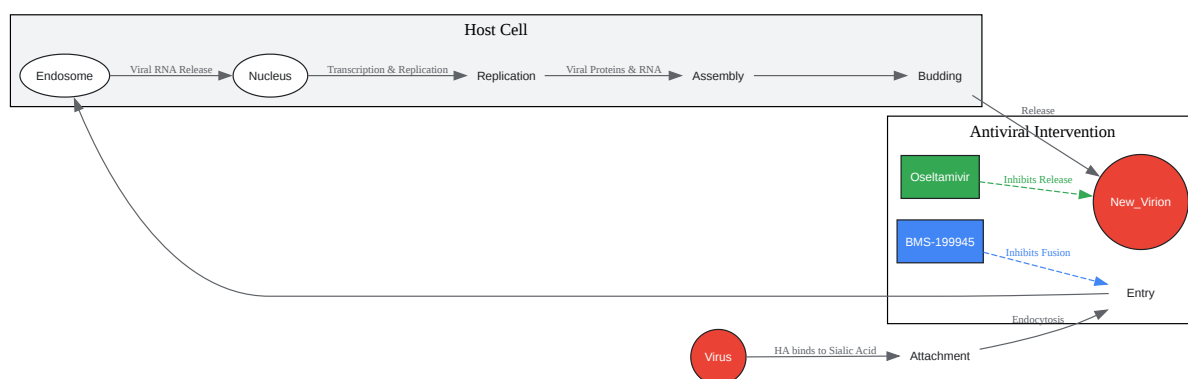 Host Cell
Endosome
Viral RNA Release
Nucleus
Transcription & Replication
Replication
Viral Proteins & RNA
Assembly
Budding
Release
Antiviral Intervention
Oseltamivir
Inhibits Release
New_Virion
BMS-199945
Inhibits Fusion
Entry
Endocytosis
Virus
HA binds to Sialic Acid
Attachment